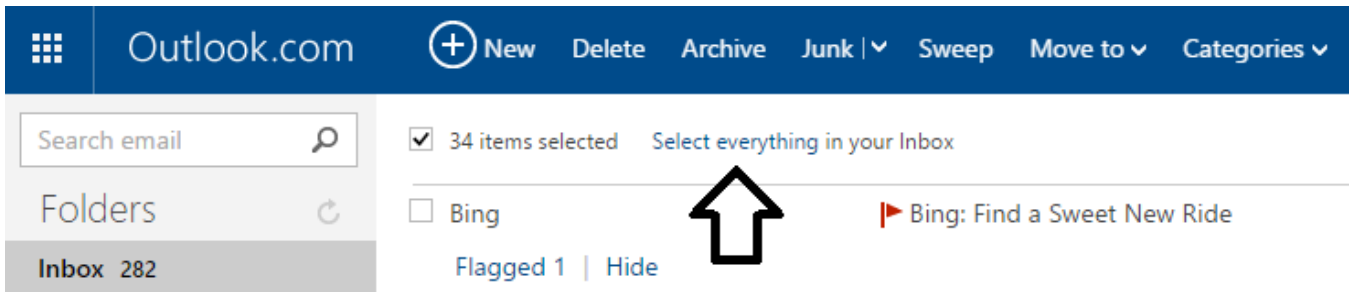 Outlook.com New Delete Archive Junk Sweep Move to Categories
Search email
34 items selected Select everything in your Inbox
Folders
Bing Bing: Find a Sweet New Ride
Inbox 282
Flagged 1 | Hide